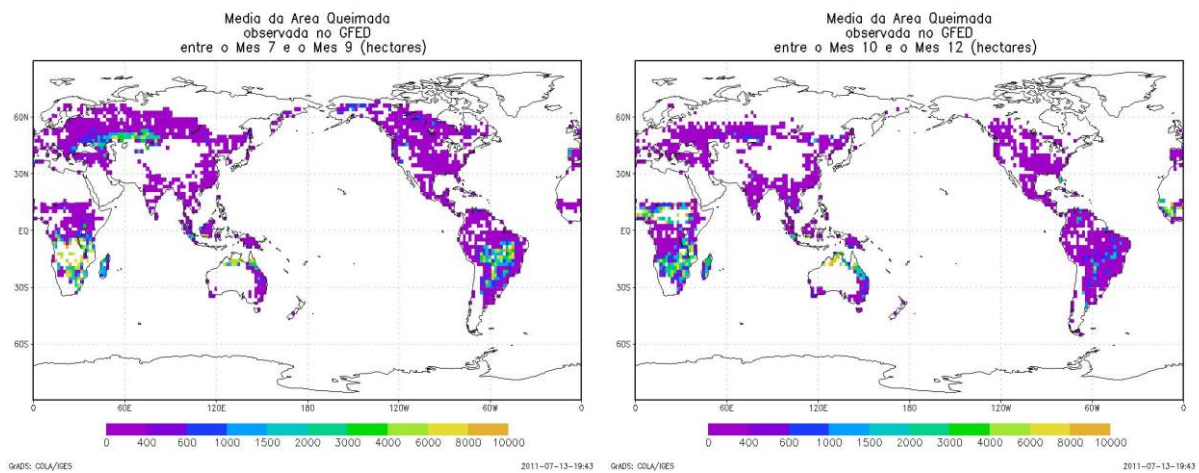 Media da Area Queimada
observada no GFED
entre o Mes 7 e o Mes 9 (hectares)
60N
30N
EQ
30S
60S
0 60E 120E 180 120W 60W 0
0 400 600 1000 1500 2000 3000 4000 6000 8000 10000
GrADS: COLA/IGES 2011-07-13-19:43
Media da Area Queimada
observada no GFED
entre o Mes 10 e o Mes 12 (hectares)
60N
30N
EQ
30S
60S
0 60E 120E 180 120W 60W 0
0 400 600 1000 1500 2000 3000 4000 6000 8000 10000
GrADS: COLA/IGES 2011-07-13-19:43